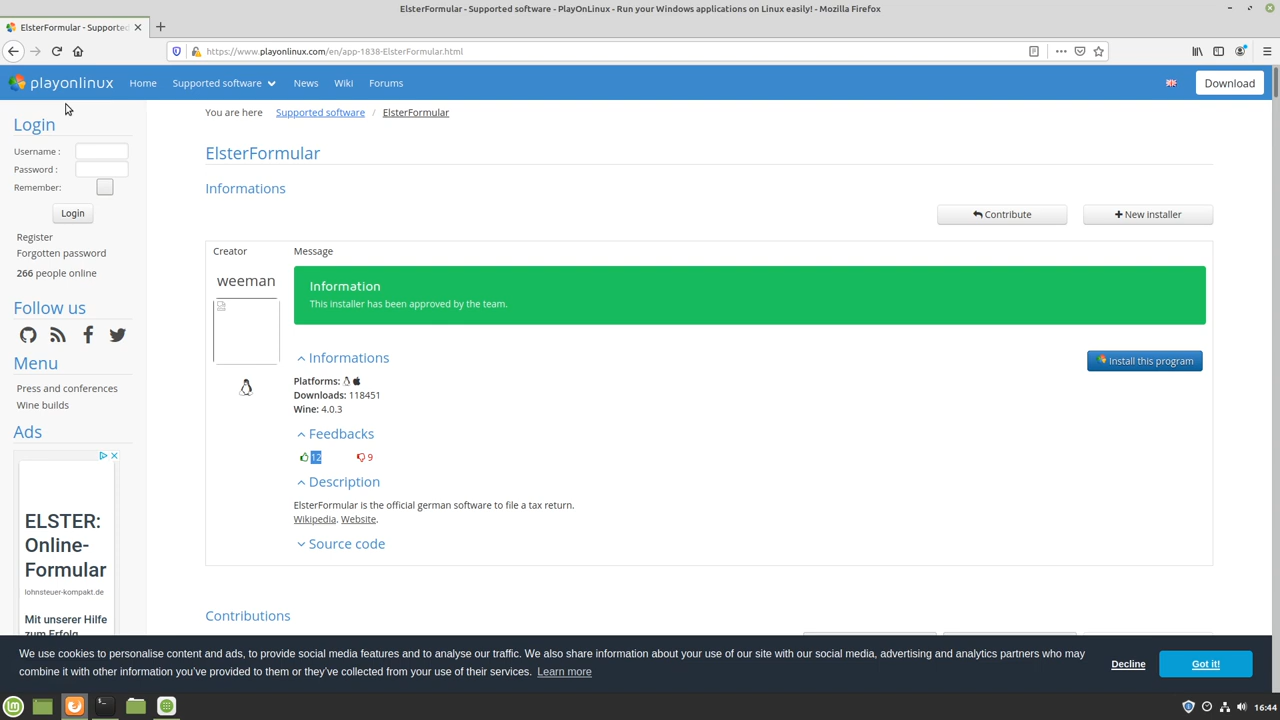 ElsterFormular - Supported software - PlayOnLinux - Run your Windows applications on Linux easily! - Mozilla Firefox
ElsterFormular - Supported
https://www.playonlinux.com/en/app-1838-ElsterFormular.html
playonlinux
Home
Supported software
News
Wiki
Forums
Download
Login
Username :
Password :
Remember:
Login
Register
Forgotten password
266 people online
Follow us
Menu
Press and conferences
Wine builds
Ads
ELSTER:
Online-
Formular
lohnsteuer-kompakt.de
Mit unserer Hilfe
zum Erfolg
You are here Supported software / ElsterFormular
ElsterFormular
Informations
Contribute
New installer
Creator
Message
weeman
Information
This installer has been approved by the team.
Informations
Install this program
Platforms:
Downloads: 118451
Wine: 4.0.3
Feedbacks
12
9
Description
ElsterFormular is the official german software to file a tax return.
Wikipedia. Website.
Source code
Contributions
We use cookies to personalise content and ads, to provide social media features and to analyse our traffic. We also share information about your use of our site with our social media, advertising and analytics partners who may
combine it with other information you've provided to them or they've collected from your use of their services. Learn more
Decline
Got it!
16:44